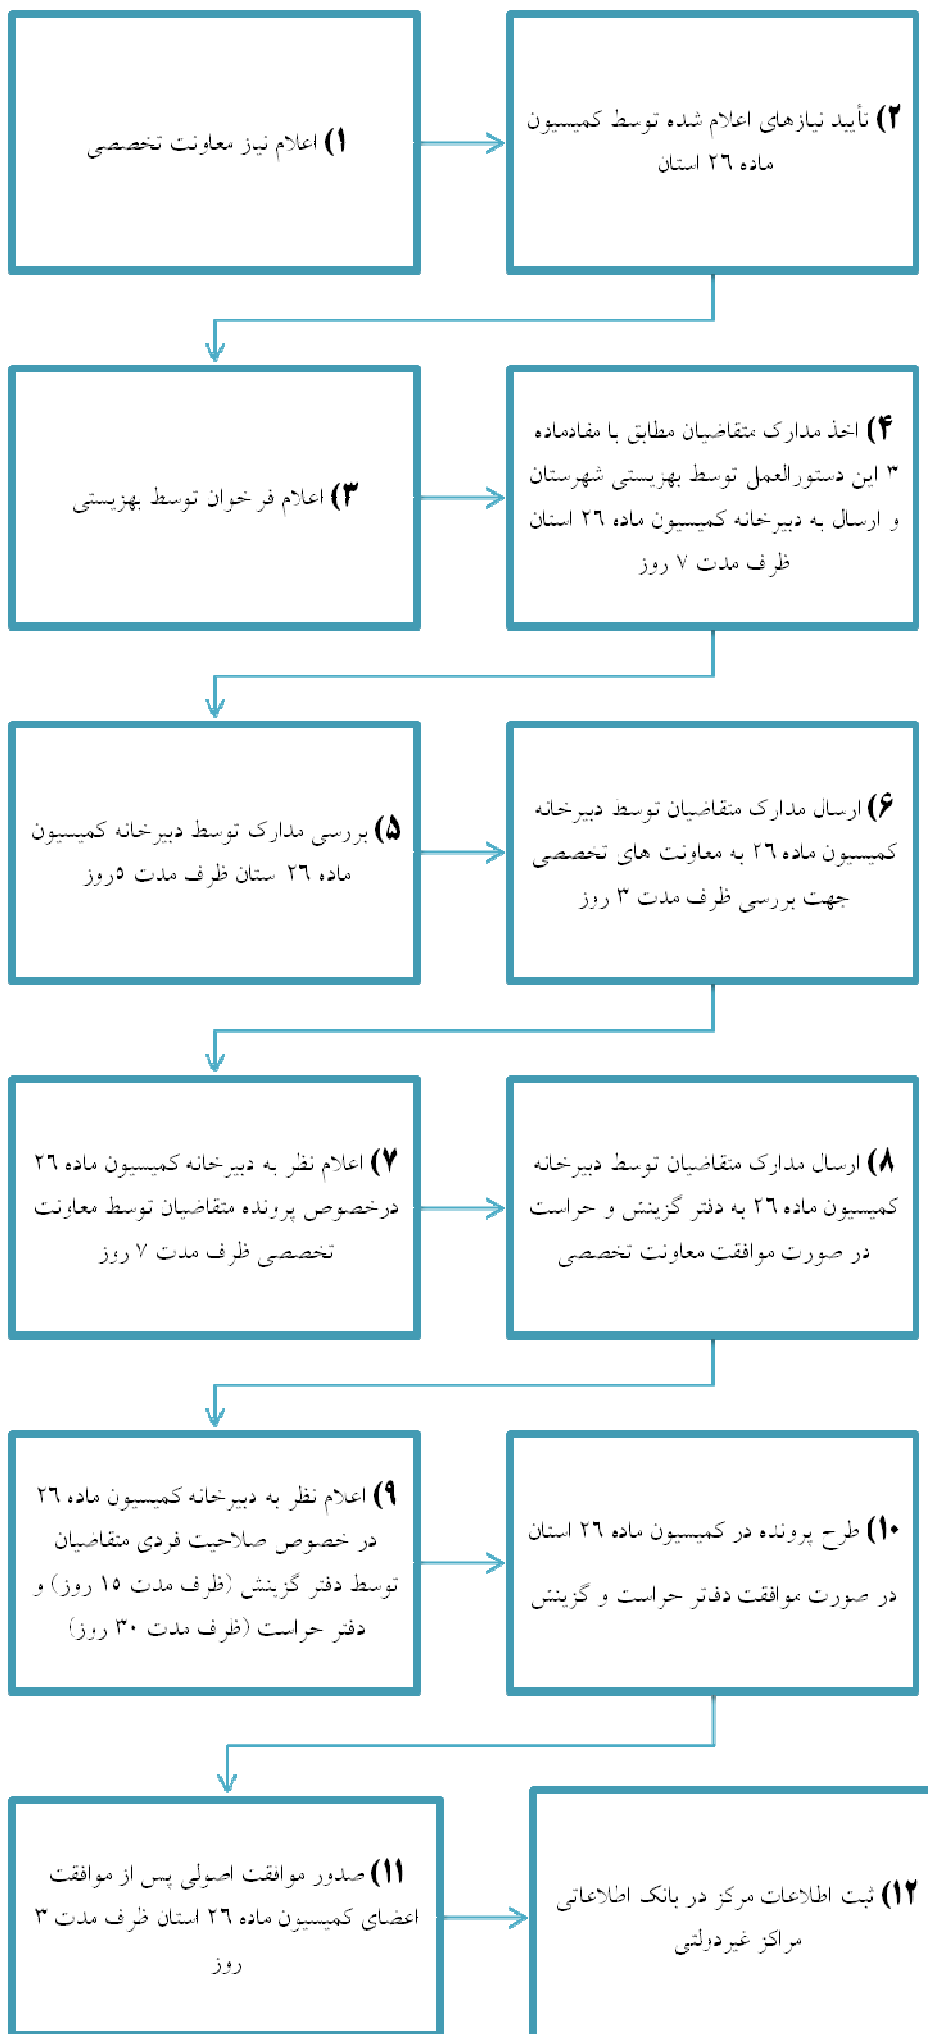 ۱) اعلام نیز معاونت تخصصی
۲) تأیید نیازهای اعلام شده توسط کمیسیون
ماده ۲۶ استان
۳) اعلام فرخوان توسط بهزیستی
۴) اخذ مدارک متقاضیان مطابق با مفادماده
۳ این دستورالعمل توسط بهزیستی شهرستان
و ارسال به دبیرخانه کمیسیون ماده ۲۶ استان
ظرف مدت ۷ روز
۵) بررسی مدارک توسط دبیرخانه کمیسیون
ماده ۲۶ ستان ظرف مدت ۵روز
۶) ارسال مدارک متقاضیان توسط دبیرخانه
کمیسیون ماده ۲۶ به معاونت های تخصصی
جهت بررسی ظرف مدت ۳ روز
۷) اعلام نظر به دبیرخانه کمیسیون ماده ۲۶
درخصوص پرونده متقاضیان توسط معاونت
تخصصی ظرف مدت ۷ روز
۸) ارسال مدارک متقاضیان توسط دبیرخانه
کمیسیون ماده ۲۶ به دفتر گزینش و حراست
در صورت موافقت معاونت تخصصی
۹) اعلام نظر به دبیرخانه کمیسیون ماده ۲۶
در خصوص صلاحیت فردی متقاضیان
توسط دفتر گزینش (ظرف مدت ۱۵ روز) و
دفتر حراست (ظرف مدت ۳۰ روز)
۱۰) طرح پرونده در کمیسیون ماده ۲۶ استان
در صورت موافقت دفاتر حراست و گزینش
۱۱) صدور موافقت اصولی پس از موافقت
اعضای کمیسیون ماده ۲۶ استان ظرف مدت ۳
روز
۱۲) ثبت اطلاعات مرکز در بانک اطلاعاتی
مراکز غیردولتی